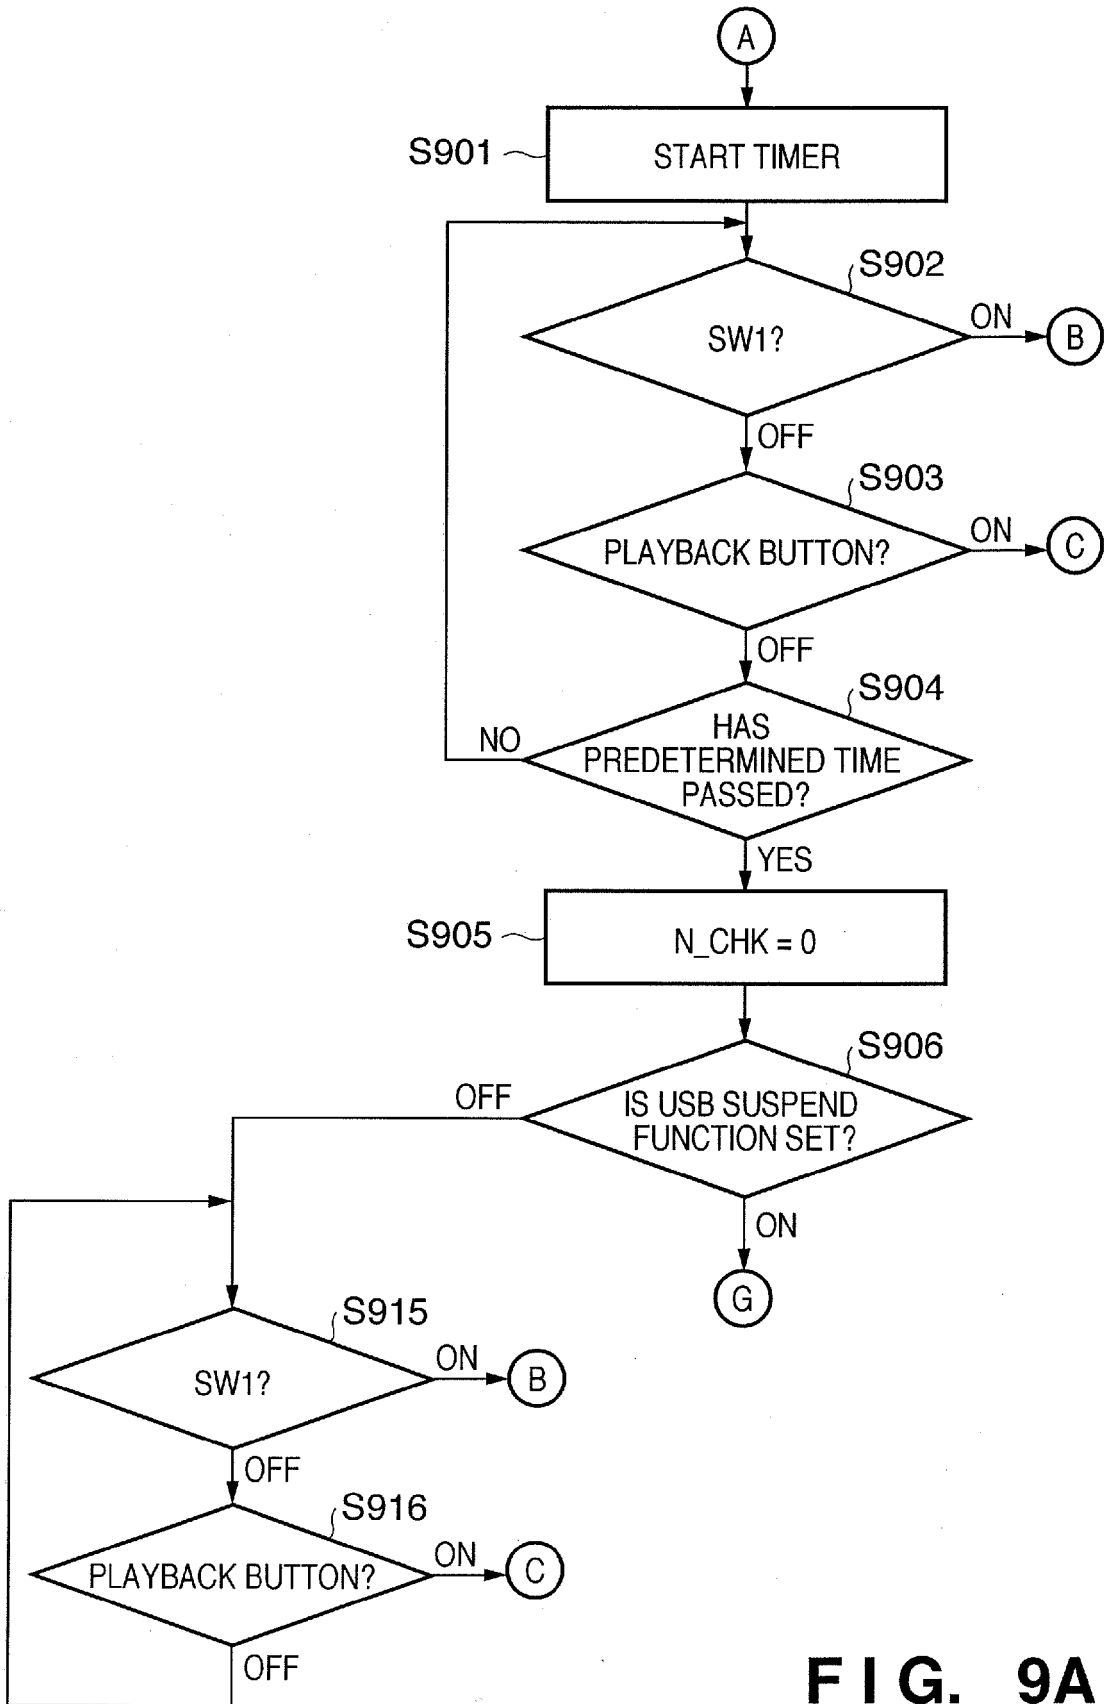 A
S901
START TIMER
S902
SW1?
ON
B
OFF
S903
PLAYBACK BUTTON?
ON
C
OFF
S904
HAS
PREDETERMINED TIME
PASSED?
NO
YES
S905
N_CHK = 0
S906
IS USB SUSPEND
FUNCTION SET?
OFF
ON
G
S915
SW1?
ON
B
OFF
S916
PLAYBACK BUTTON?
ON
C
OFF
FIG. 9A